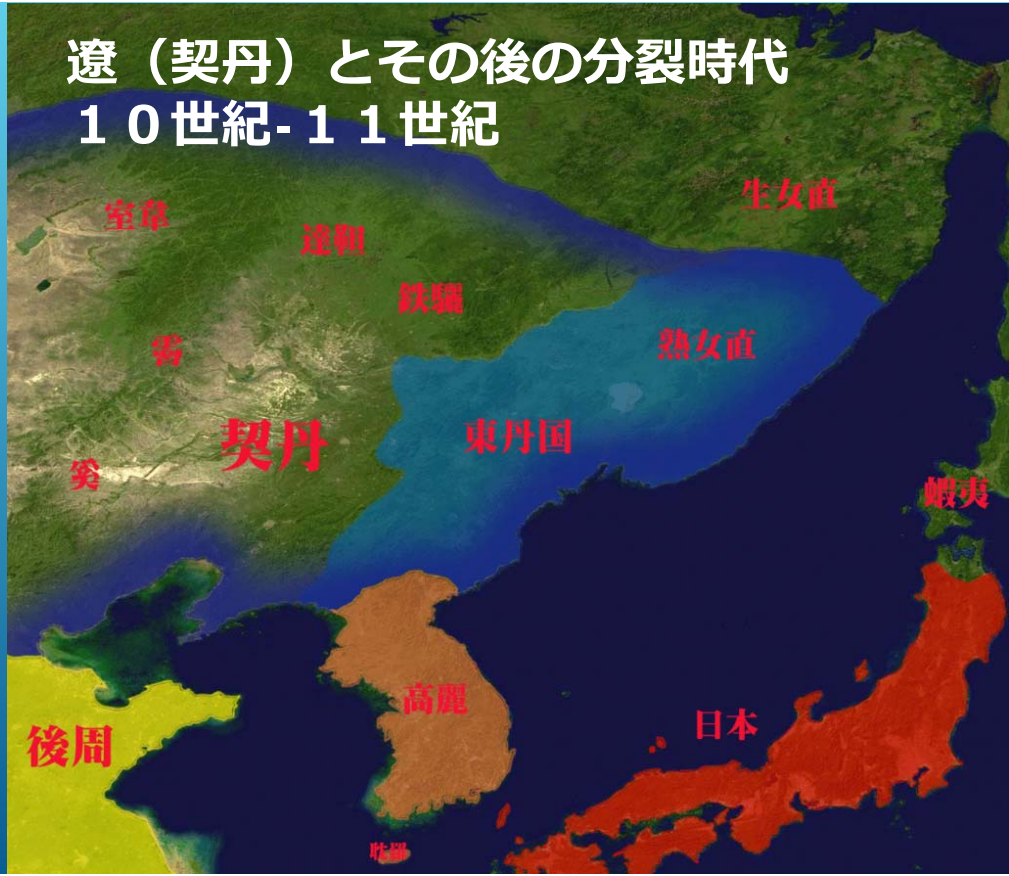 遼（契丹）とその後の分裂時代
１０世紀-１１世紀
生女直
室韋
達靼
鉄驪
熟女直
霫
契丹
東丹国
奚
蝦夷
高麗
日本
後周
耽羅